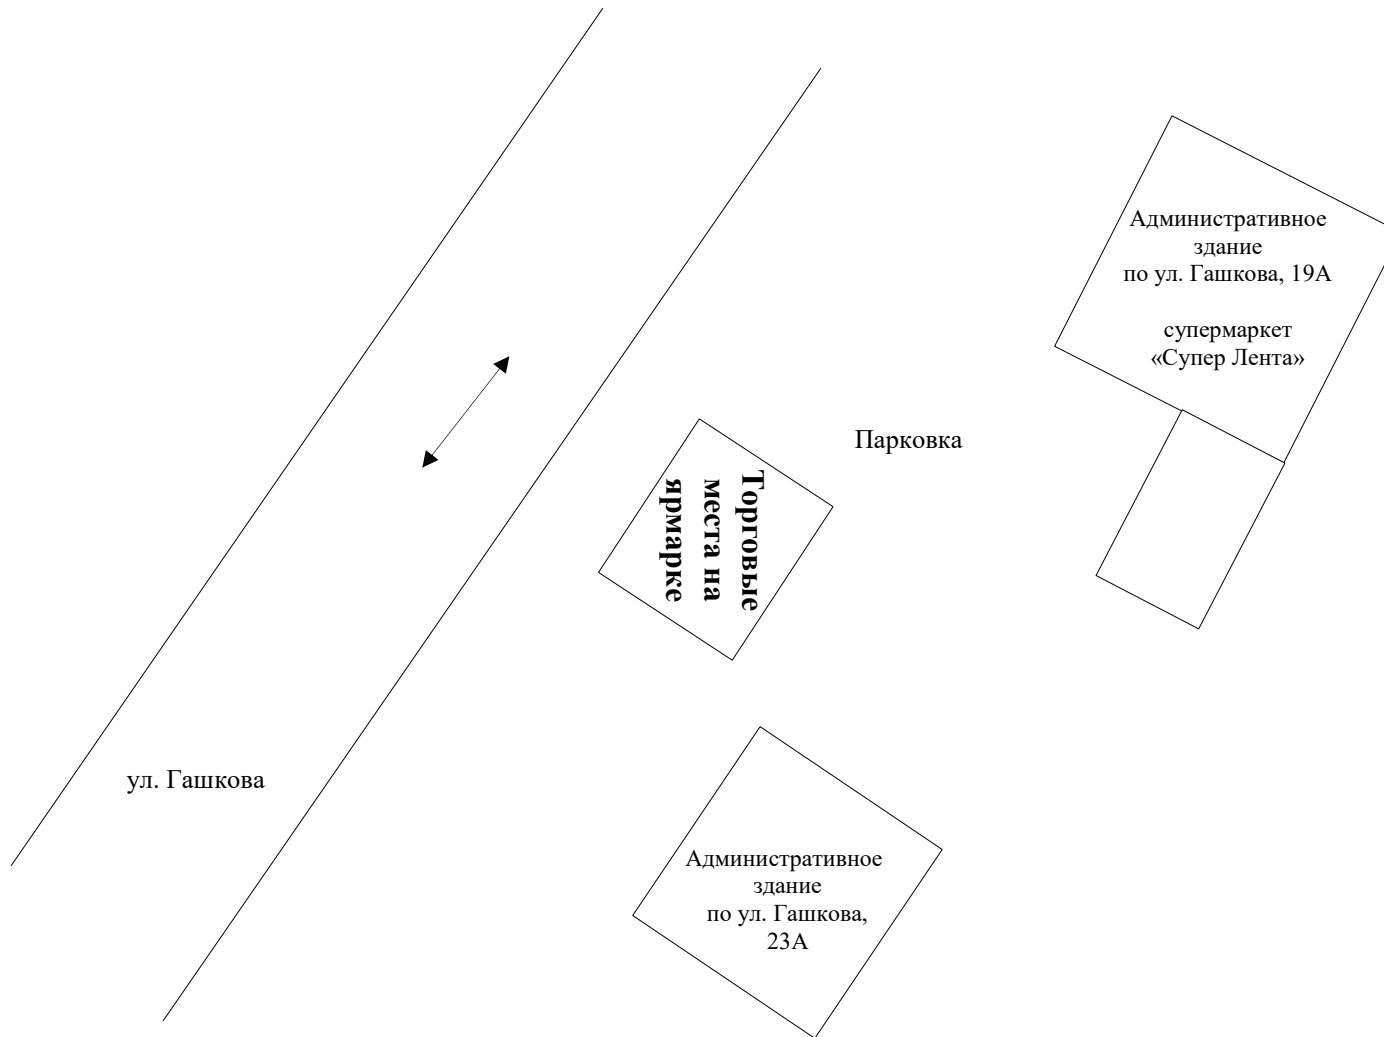 Административное
здание
по ул. Гашкова, 19А
супермаркет
«Супер Лента»
Парковка
Торговые
места на
ярмарке
ул. Гашкова
Административное
здание
по ул. Гашкова,
23А